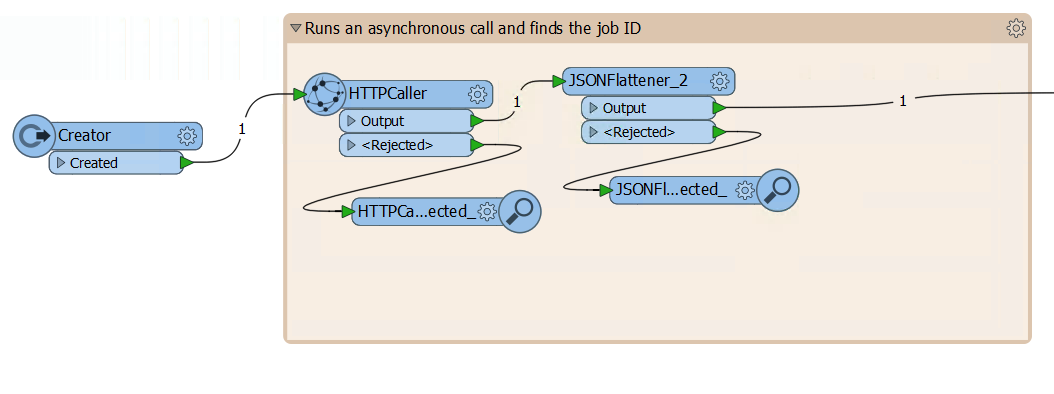 Runs an asynchronous call and finds the job ID
HTTPCaller
Output
<Rejected>
HTTPCa...ected_
1
JSONFlattener_2
Output
<Rejected>
JSONFl...ected_
1
Creator
Created
1